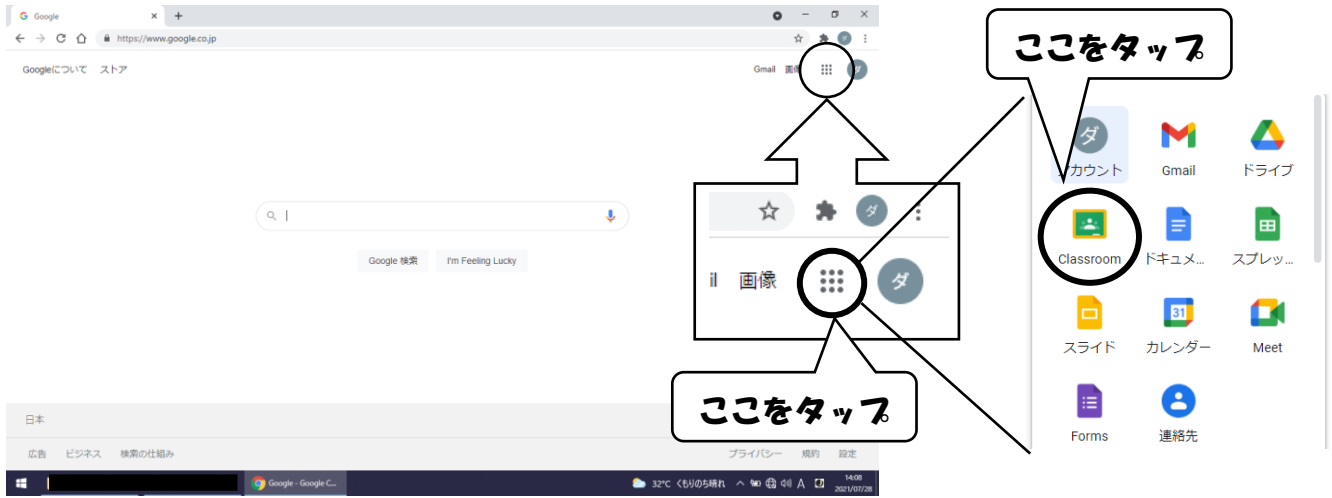 Google
https://www.google.co.jp
ダ
Googleについて ストア
Gmail 画像
ダ
Google 検索 I'm Feeling Lucky
日本
広告 ビジネス 検索の仕組み
プライバシー 規約 設定
Google - Google C...
32°C くもりのち晴れ
A
14:08
2021/07/28
ダ
il 画像
ダ
ここをタップ
ここをタップ
ダ
アカウント Gmail ドライブ
Classroom ドキュメ... スプレッ...
31
スライド カレンダー Meet
Forms 連絡先